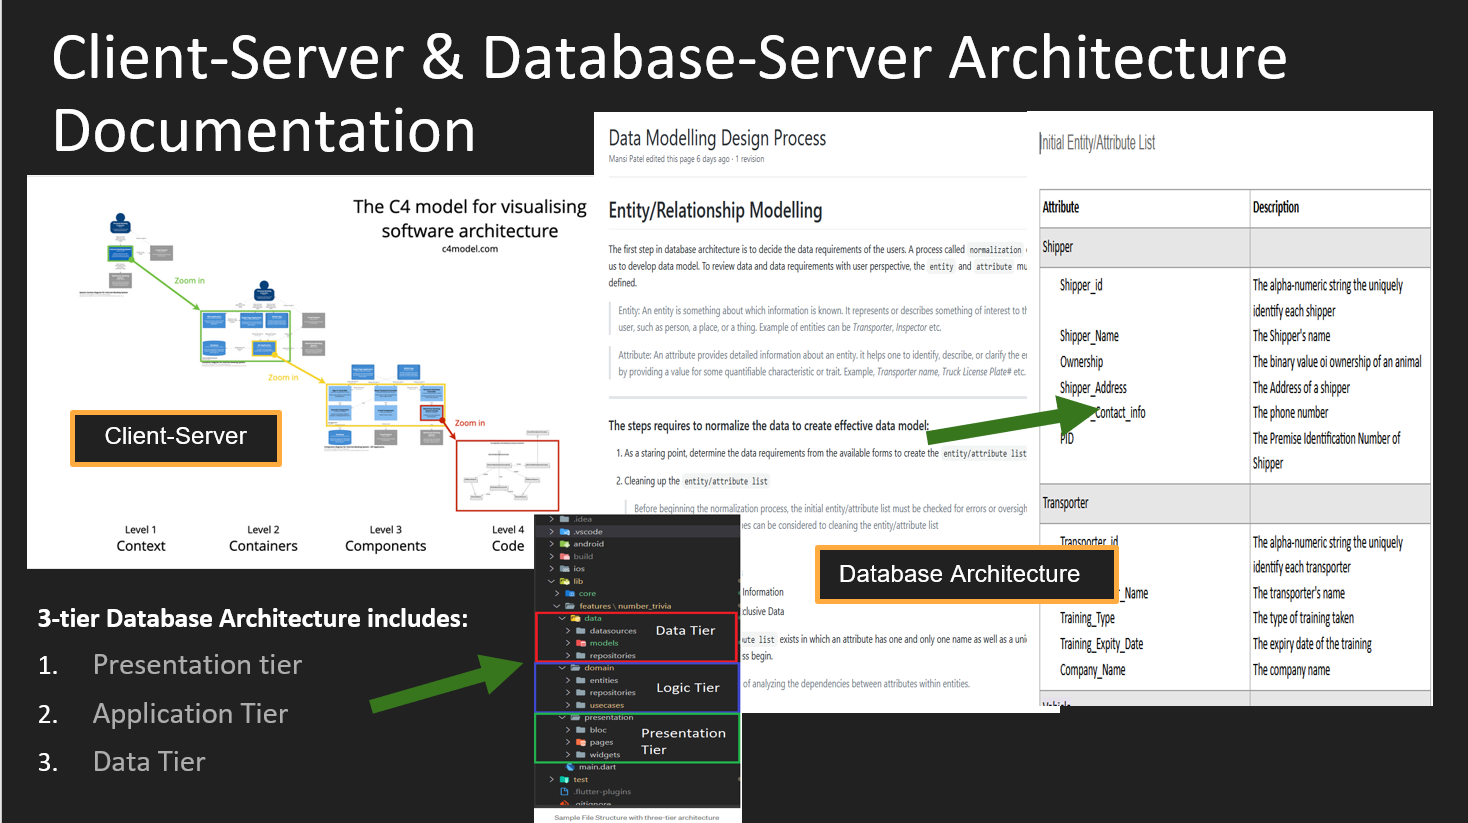 Client-Server & Database-Server Architecture
Documentation
The C4 model for visualising
software architecture
c4model.com
Zoom in
Zoom in
Zoom in
Client-Server
Level 1
Context
Level 2
Containers
Level 3
Components
Level 4
Code
Data Modelling Design Process
Mansi Patel edited this page 6 days ago · 1 revision
Entity/Relationship Modelling
The first step in database architecture is to decide the data requirements of the users. A process called normalization
us to develop data model. To review data and data requirements with user perspective, the entity and attribute mu
defined.
Entity: An entity is something about which information is known. It represents or describes something of interest to th
user, such as person, a place, or a thing. Example of entities can be Transporter, Inspector etc.
Attribute: An attribute provides detailed information about an entity. it helps one to identify, describe, or clarify the en
by providing a value for some quantifiable characteristic or trait. Example, Transporter name, Truck License Plate# etc.
The steps requires to normalize the data to create effective data model:
1. As a staring point, determine the data requirements from the available forms to create the entity/attribute list
2. Cleaning up the entity/attribute list
Before beginning the normalization process, the initial entity/attribute list must be checked for errors or oversigh
es can be considered to cleaning the entity/attribute list
Information
clusive Data
ute list exists in which an attribute has one and only one name as well as a uni
ss begin.
of analyzing the dependencies between attributes within entities.
Database Architecture
Initial Entity/Attribute List
Attribute Description
Shipper
Shipper_id The alpha-numeric string the uniquely
identify each shipper
Shipper_Name The Shipper's name
Ownership The binary value oi ownership of an animal
Shipper_Address The Address of a shipper
Contact_info The phone number
PID The Premise Identification Number of
Shipper
Transporter
Transporter_id The alpha-numeric string the uniquely
identify each transporter
r_Name The transporter's name
Training_Type The type of training taken
Training_Expity_Date The expiry date of the training
Company_Name The company name
Vehicle
3-tier Database Architecture includes:
1. Presentation tier
2. Application Tier
3. Data Tier
.idea
.vscode
android
build
ios
lib
core
features \ number_trivia
data
datasources
Data Tier
models
repositories
domain
entities
Logic Tier
repositories
usecases
presentation
bloc
Presentation
Tier
pages
widgets
main.dart
test
.flutter-plugins
.gitignore
Sample File Structure with three-tier architecture